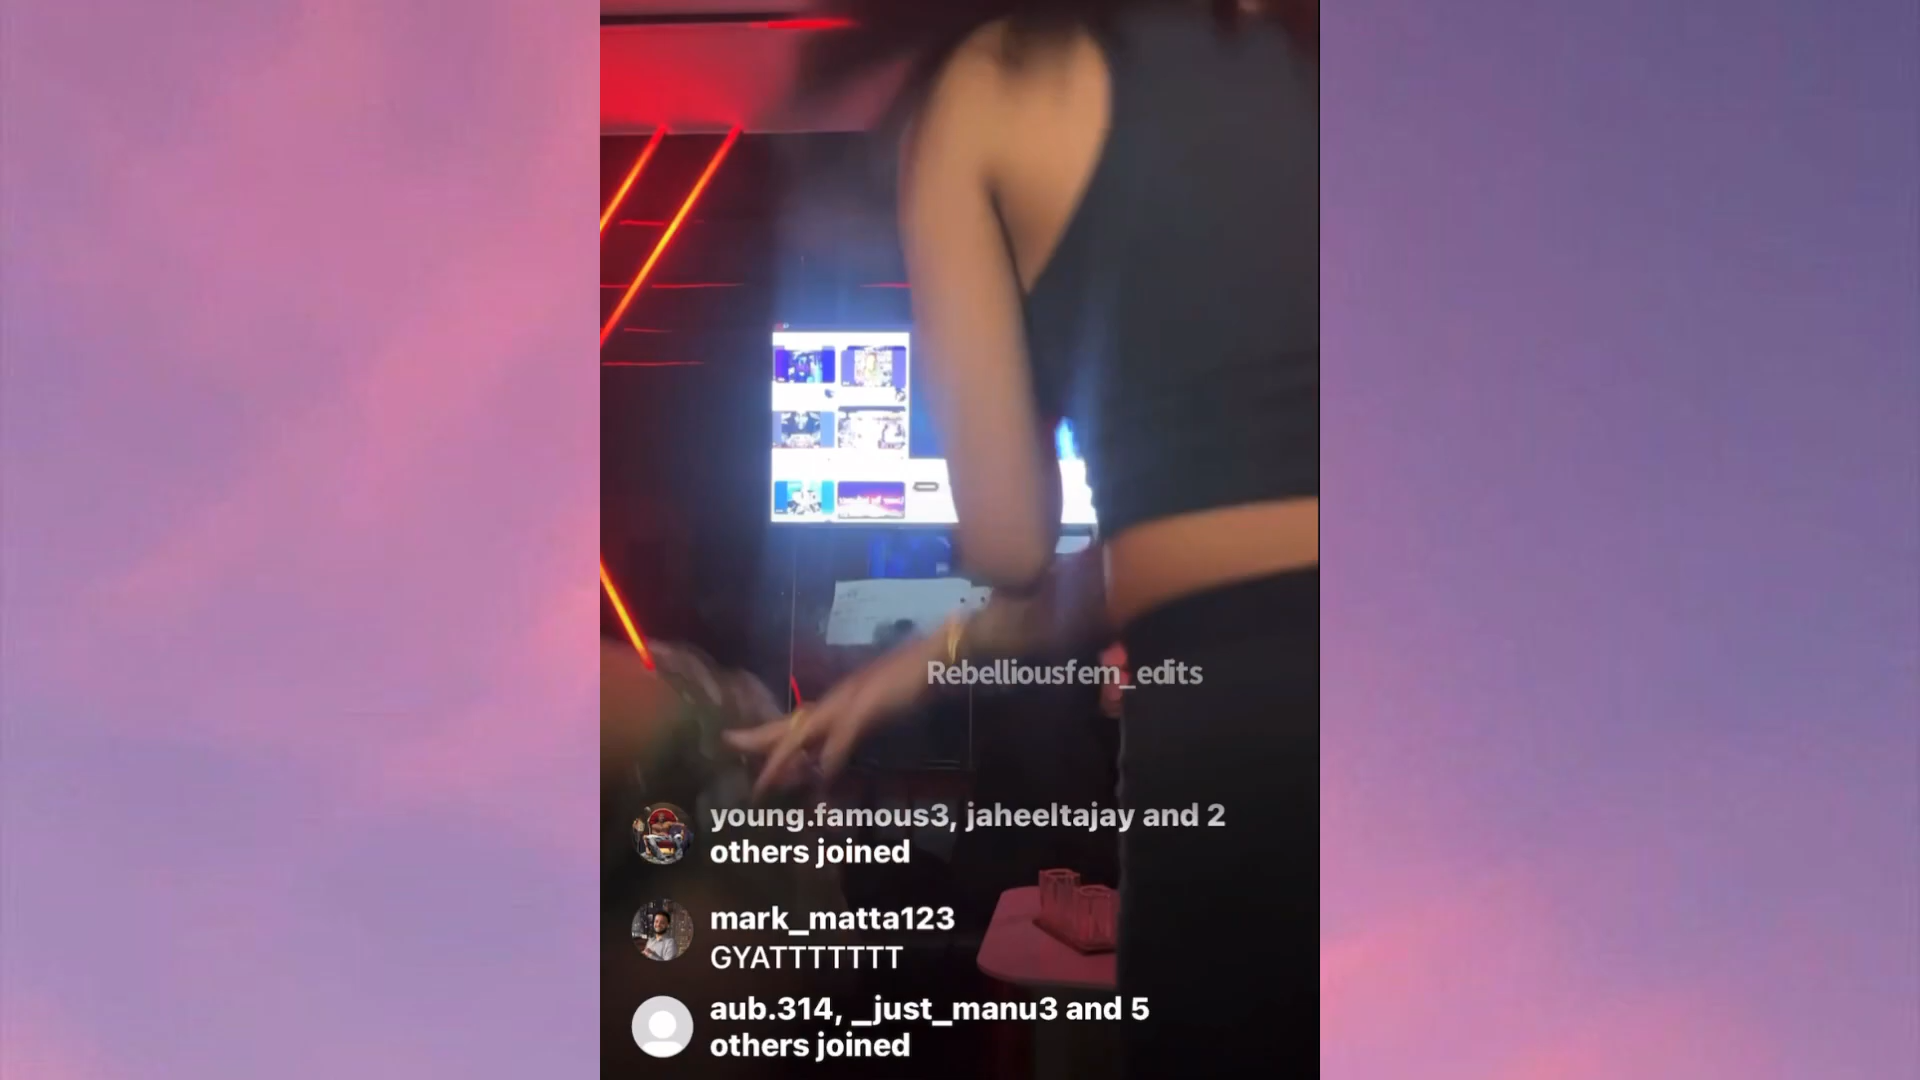 Rebelliousfem_edits
young.famous3, jaheeltajay and 2
others joined
mark_matta123
GYATTTTTTT
aub.314, _just_manu3 and 5
others joined